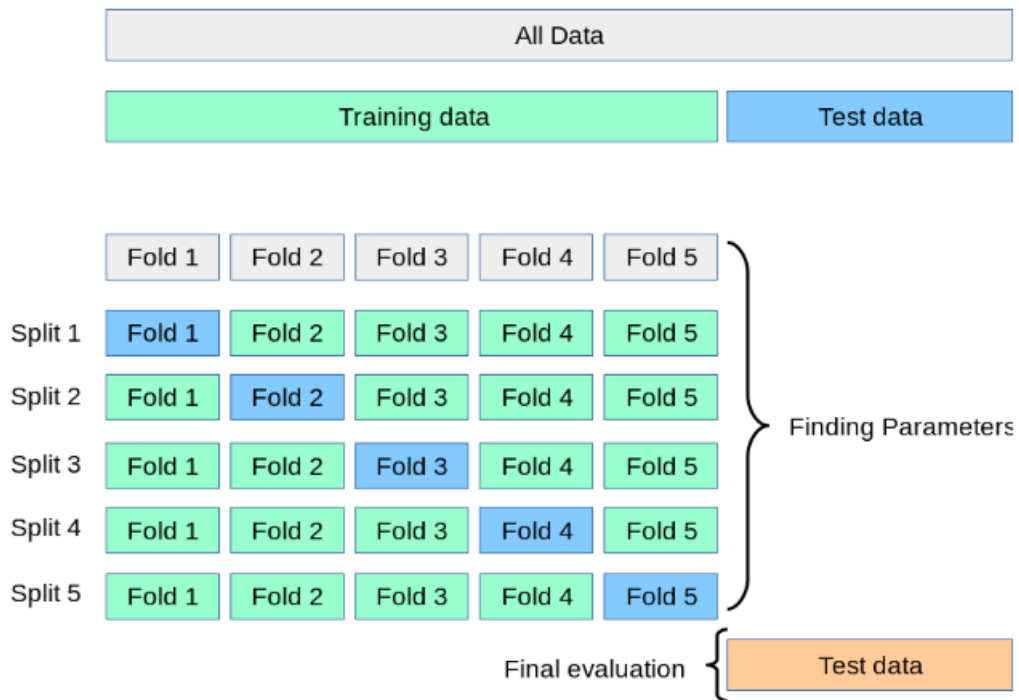 All Data
Training data Test data
Fold 1 Fold 2 Fold 3 Fold 4 Fold 5
Split 1 Fold 1 Fold 2 Fold 3 Fold 4 Fold 5
Split 2 Fold 1 Fold 2 Fold 3 Fold 4 Fold 5
Finding Parameters
Split 3 Fold 1 Fold 2 Fold 3 Fold 4 Fold 5
Split 4 Fold 1 Fold 2 Fold 3 Fold 4 Fold 5
Split 5 Fold 1 Fold 2 Fold 3 Fold 4 Fold 5
Final evaluation Test data